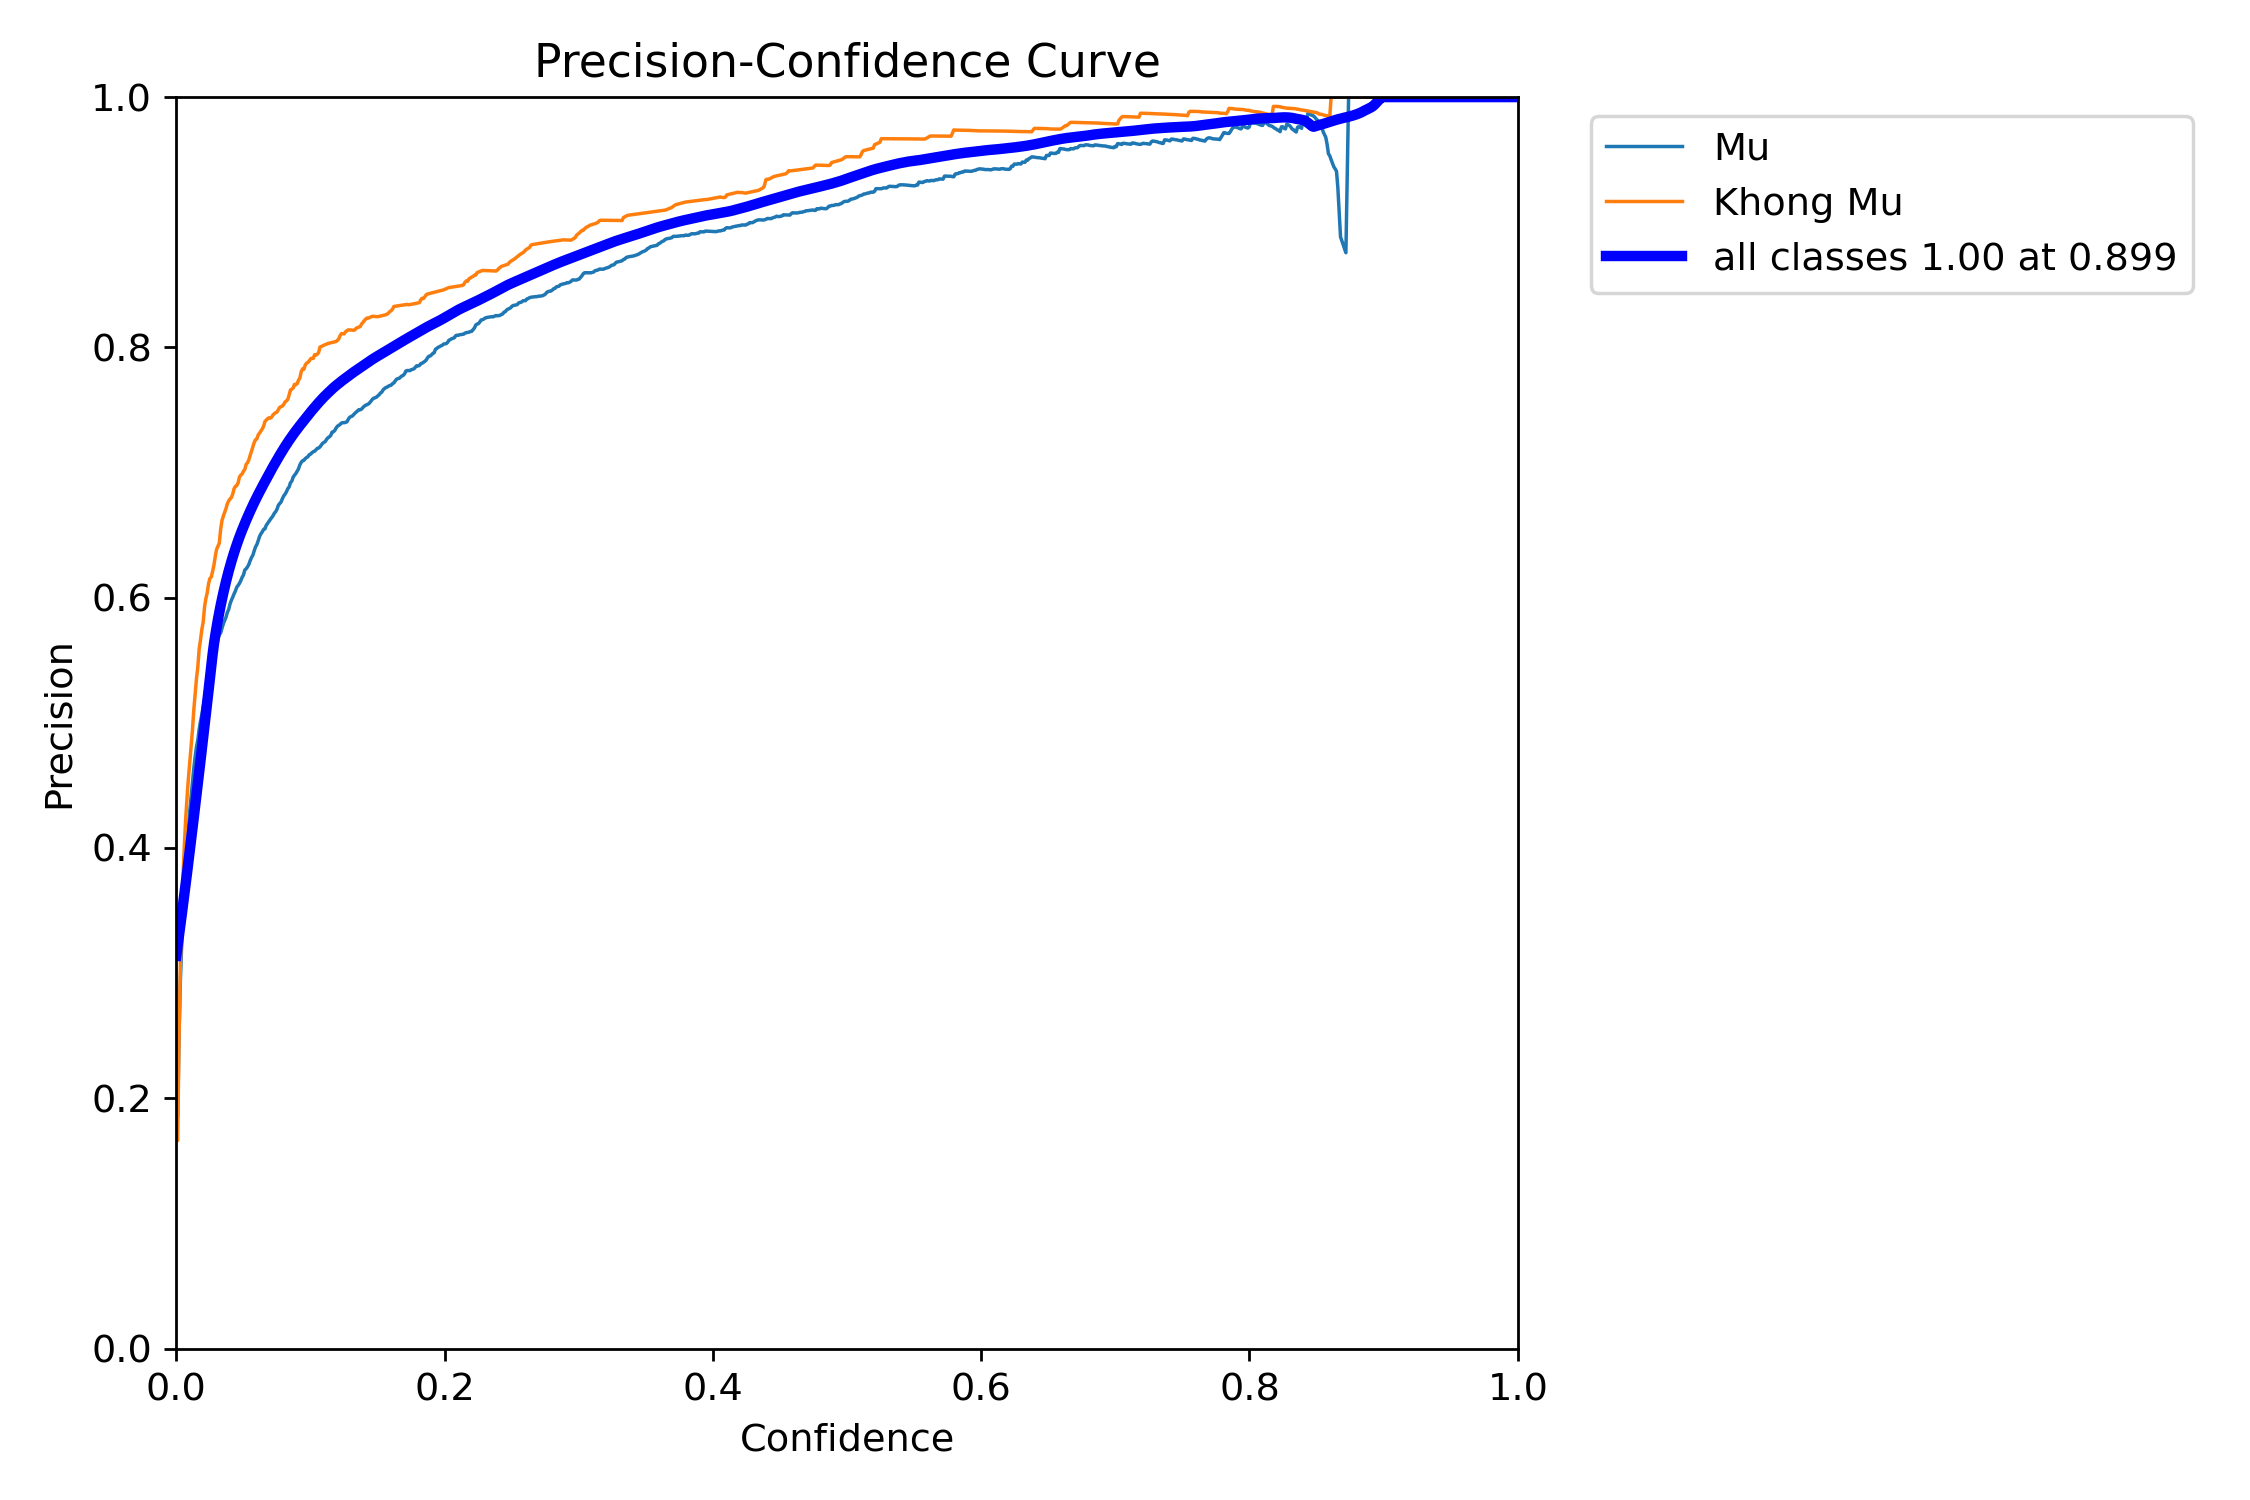 Precision-Confidence Curve
1.0
0.8
0.6
0.4
0.2
0.0
Precision
0.0 0.2 0.4 0.6 0.8 1.0
Confidence
Mu
Khong Mu
all classes 1.00 at 0.899